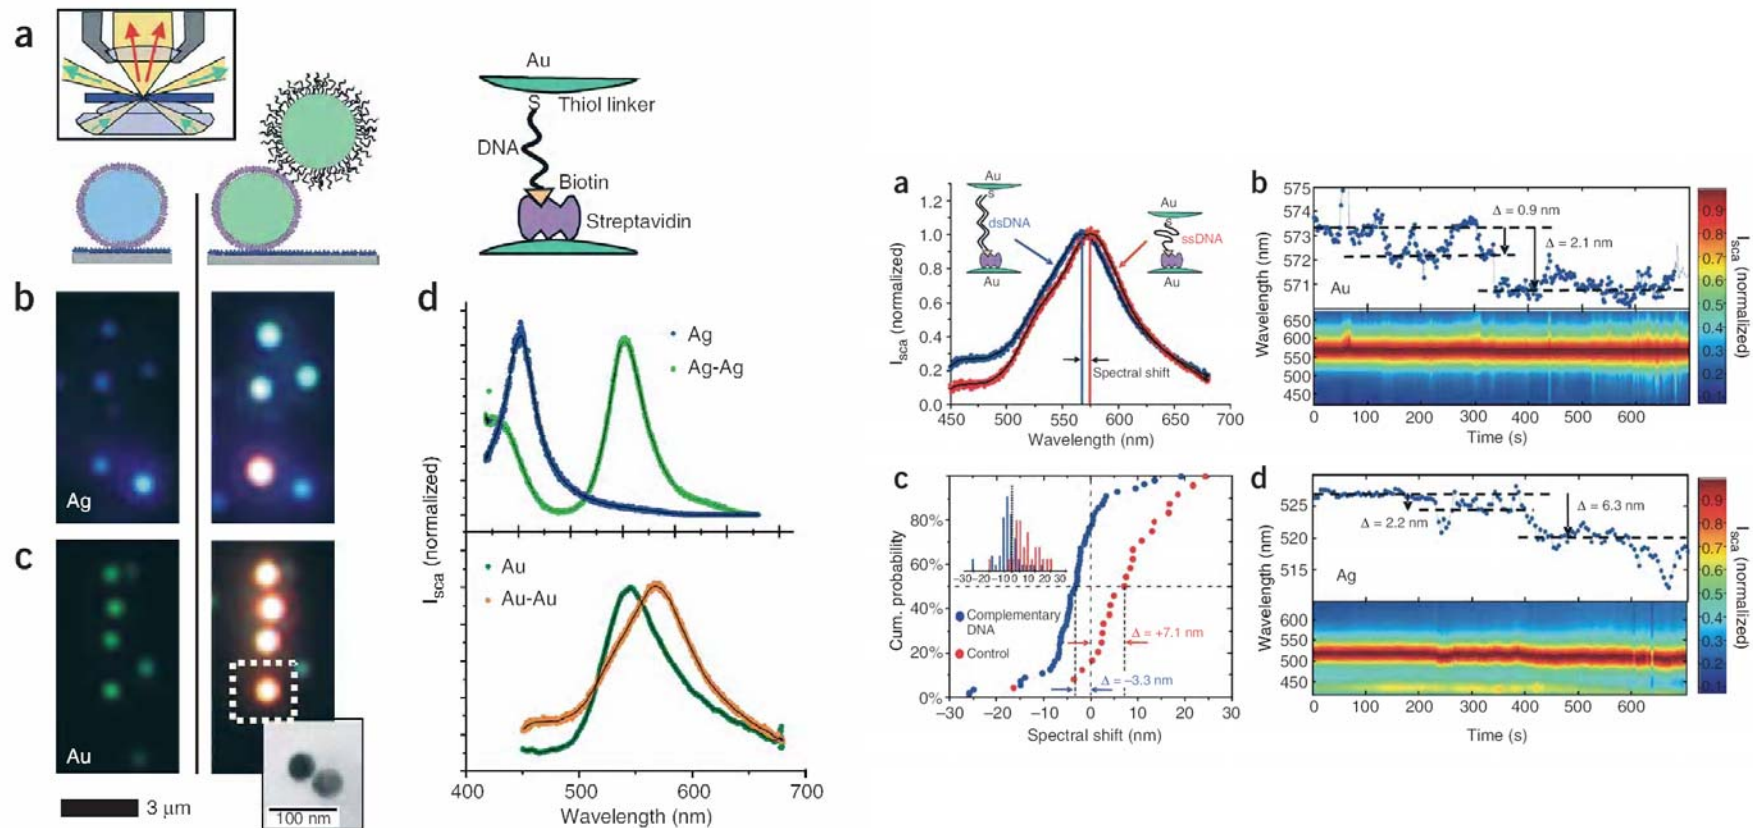 a
Au
S
Thiol linker
DNA
Biotin
Streptavidin
b
Ag
c
Au
3 μm
100 nm
d
Ag
Ag-Ag
Au
Au-Au
I_sca (normalized)
400 500 600 700
Wavelength (nm)
a
Au
S
dsDNA
Au
Au
S
ssDNA
Au
1.2
1.0
0.8
0.6
0.4
0.2
0.0
I_sca (normalized)
Spectral shift
450 500 550 600 650 700
Wavelength (nm)
b
575
574
573
572
571
Wavelength (nm)
Δ = 0.9 nm
Δ = 2.1 nm
Au
650
600
550
500
450
Wavelength (nm)
0 100 200 300 400 500 600
Time (s)
0.9
0.8
0.7
0.6
0.5
0.4
0.3
0.2
0.1
I_sca (normalized)
c
80%
60%
40%
20%
0%
Cum. probability
−30 −20 −10 0 10 20 30
Complementary
DNA
Control
Δ = +7.1 nm
Δ = −3.3 nm
−30 −20 −10 0 10 20 30
Spectral shift (nm)
d
525
520
515
Wavelength (nm)
Δ = 2.2 nm
Δ = 6.3 nm
Ag
600
550
500
450
Wavelength (nm)
0 100 200 300 400 500 600
Time (s)
0.9
0.8
0.7
0.6
0.5
0.4
0.3
0.2
0.1
I_sca (normalized)